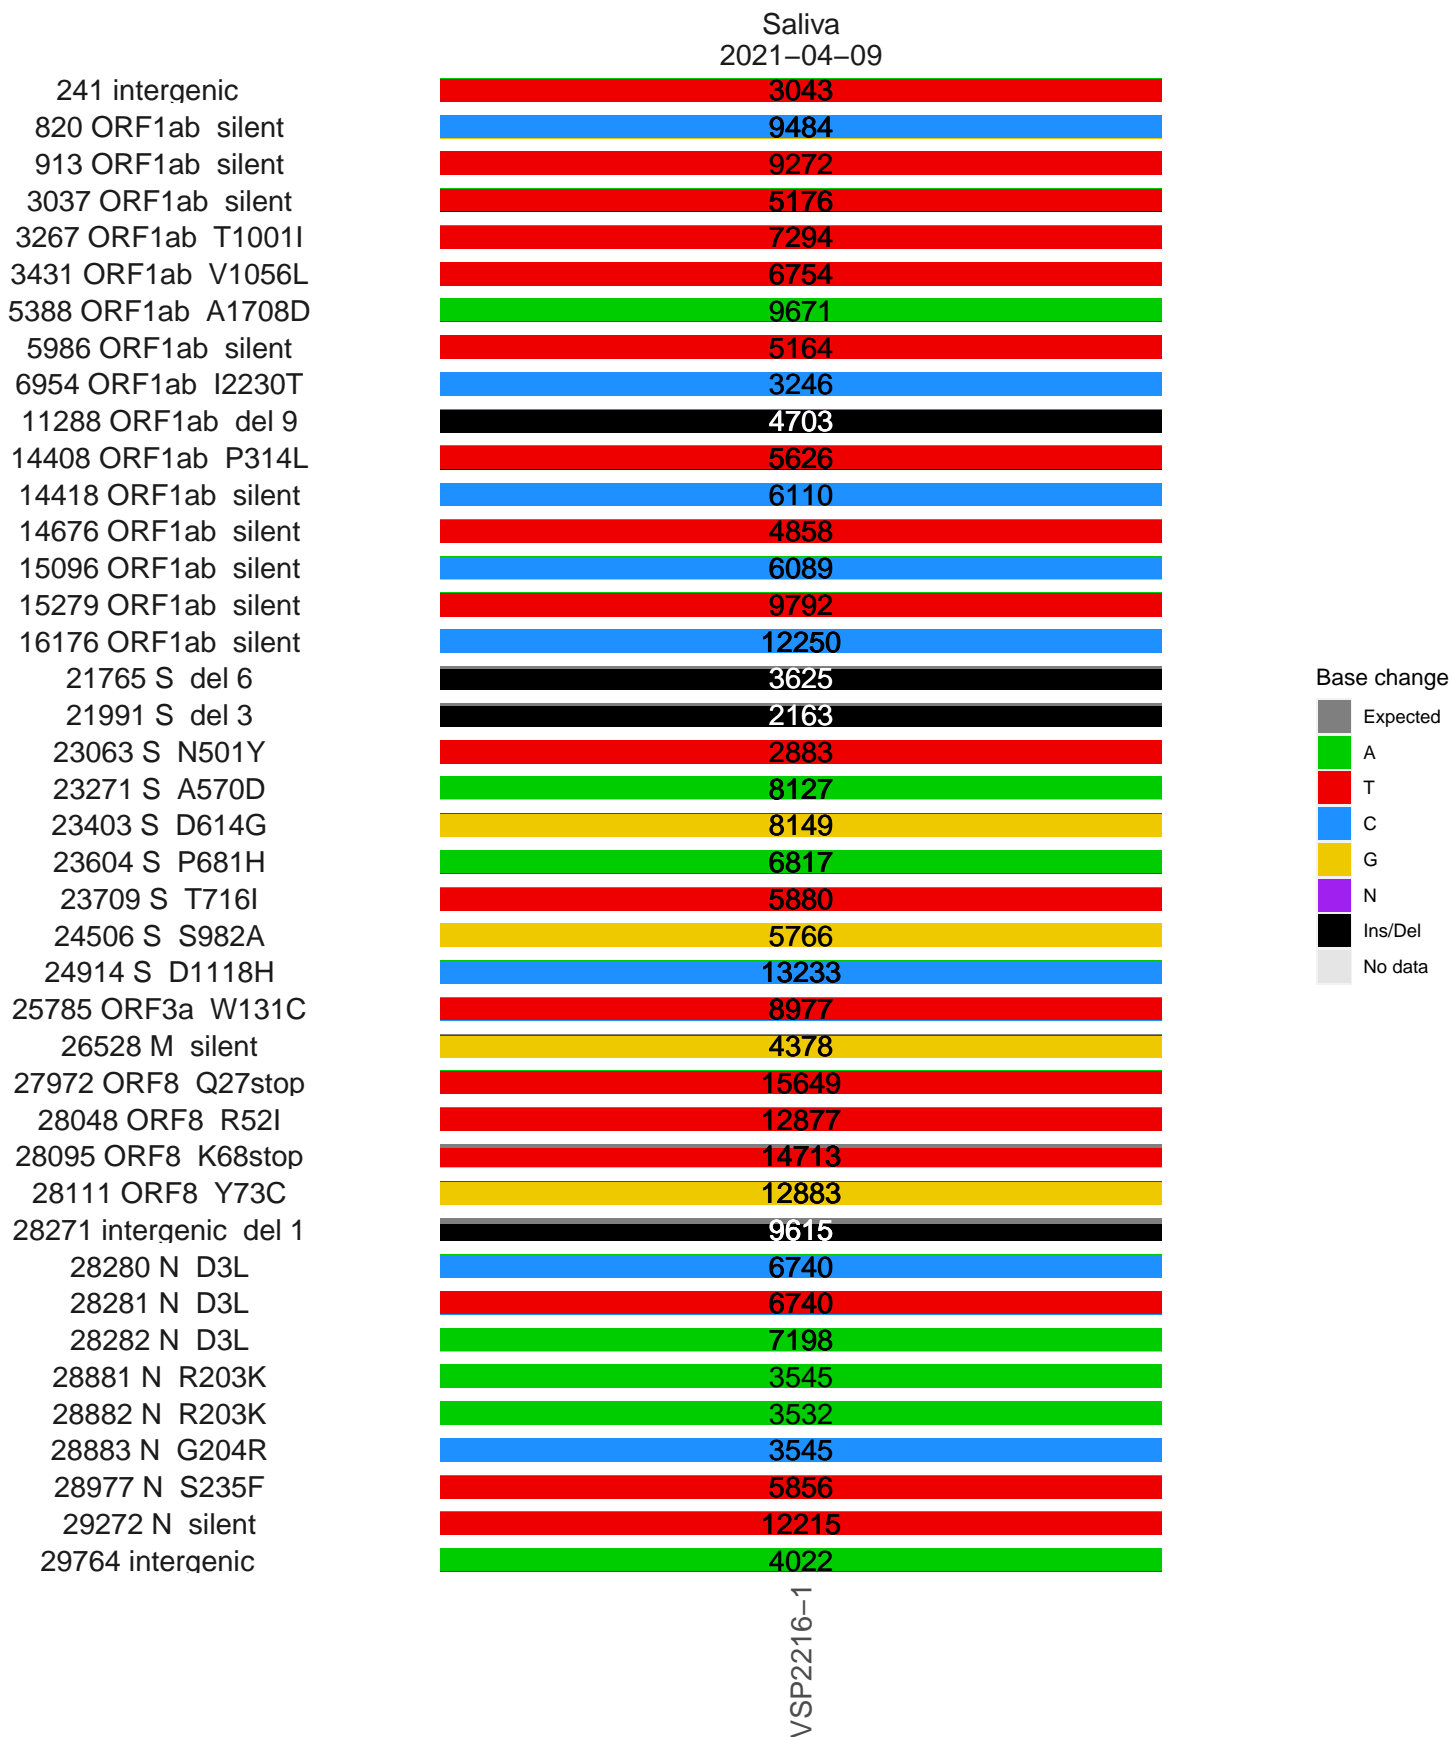 Saliva
2021−04−09
241 intergenic 3043
820 ORF1ab silent 9484
913 ORF1ab silent 9272
3037 ORF1ab silent 5176
3267 ORF1ab T1001I 7294
3431 ORF1ab V1056L 6754
5388 ORF1ab A1708D 9671
5986 ORF1ab silent 5164
6954 ORF1ab I2230T 3246
11288 ORF1ab del 9 4703
14408 ORF1ab P314L 5626
14418 ORF1ab silent 6110
14676 ORF1ab silent 4858
15096 ORF1ab silent 6089
15279 ORF1ab silent 9792
16176 ORF1ab silent 12250
21765 S del 6 3625
21991 S del 3 2163
23063 S N501Y 2883
23271 S A570D 8127
23403 S D614G 8149
23604 S P681H 6817
23709 S T716I 5880
24506 S S982A 5766
24914 S D1118H 13233
25785 ORF3a W131C 8977
26528 M silent 4378
27972 ORF8 Q27stop 15649
28048 ORF8 R52I 12877
28095 ORF8 K68stop 14713
28111 ORF8 Y73C 12883
28271 intergenic del 1 9615
28280 N D3L 6740
28281 N D3L 6740
28282 N D3L 7198
28881 N R203K 3545
28882 N R203K 3532
28883 N G204R 3545
28977 N S235F 5856
29272 N silent 12215
29764 intergenic 4022
VSP2216−1
Base change
Expected
A
T
C
G
N
Ins/Del
No data